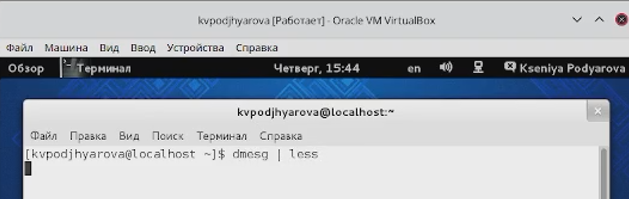 kvpodjhyarova [Работает] - Oracle VM VirtualBox
Файл Машина Вид Ввод Устройства Справка
Обзор Терминал Четверг, 15:44 en Kseniya Podyarova
kvpodjhyarova@localhost:~
Файл Правка Вид Поиск Терминал Справка
[kvpodjhyarova@localhost ~]$ dmesg | less